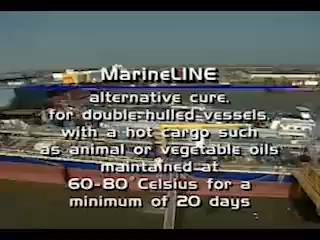 MarineLINE
alternative cure,
for double-hulled vessels,
with a hot cargo such
as animal or vegetable oils
maintained at
60-80°Celsius for a
minimum of 20 days